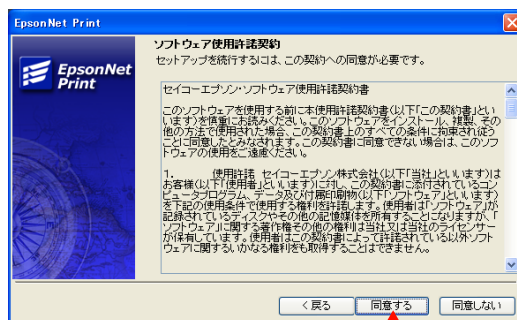 EpsonNet Print
ソフトウェア使用許諾契約
セットアップを続行するには、この契約への同意が必要です。
EpsonNet
Print
セイコーエプソン・ソフトウェア使用許諾契約書
このソフトウェアを使用する前に本使用許諾契約書(以下「この契約書」とい
います)を慎重にお読みください。このソフトウェアをインストール、複製、その
他の方法で使用された場合、この契約書上のすべての条件に拘束され従う
ことに同意したとみなされます。この契約書に同意できない場合は、このソフ
トウェアの使用をご遠慮ください。
1. 使用許諾 セイコーエプソン株式会社(以下「当社」といいます)は
お客様(以下「使用者」といいます)に対し、この契約書に添付されているコン
ピュータプログラム、データ及び付属印刷物(以下「ソフトウェア」といいます)
を下記の使用条件で使用する権利を許諾します。使用者は「ソフトウェア」が
記録されているディスクやその他の記憶媒体を所有することになりますが、「
ソフトウェア」に関する著作権その他の権利は当社又は当社のライセンサー
が保有しています。使用者はこの契約書によって許諾されている以外ソフト
ウェアに関するいかなる権利をも取得することはできません。
< 戻る
同意する
同意しない